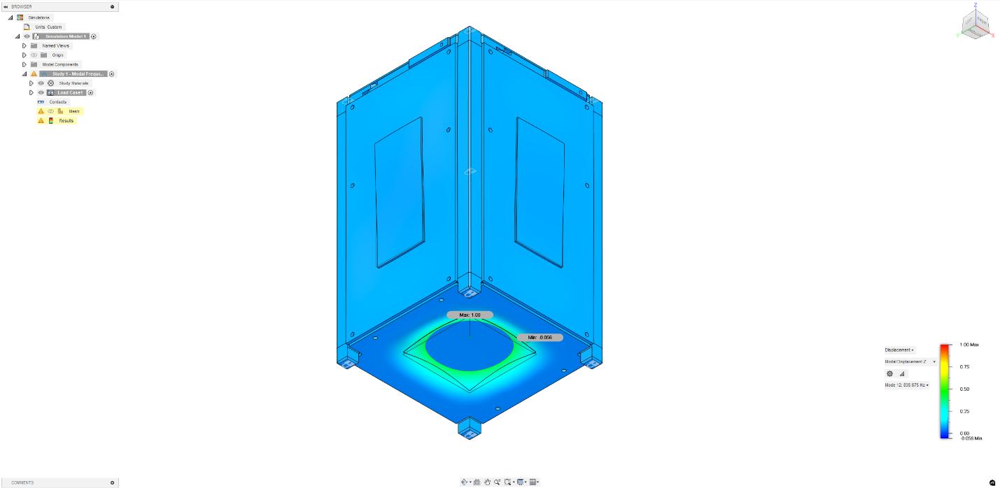 BROWSER
Simulations
Units: Custom
Simulation Model 1
Named Views
Origin
Model Components
Study 1 - Modal Freque...
Study Materials
Load Case1
Contacts
Mesh
Results
Z
Y
X
Max: 1.00
Min: -0.056
Displacement
Modal Displacement Z
Mode 12: 835.675 Hz
1.00 Max.
0.75
0.50
0.25
0.00
-0.056 Min.
COMMENTS